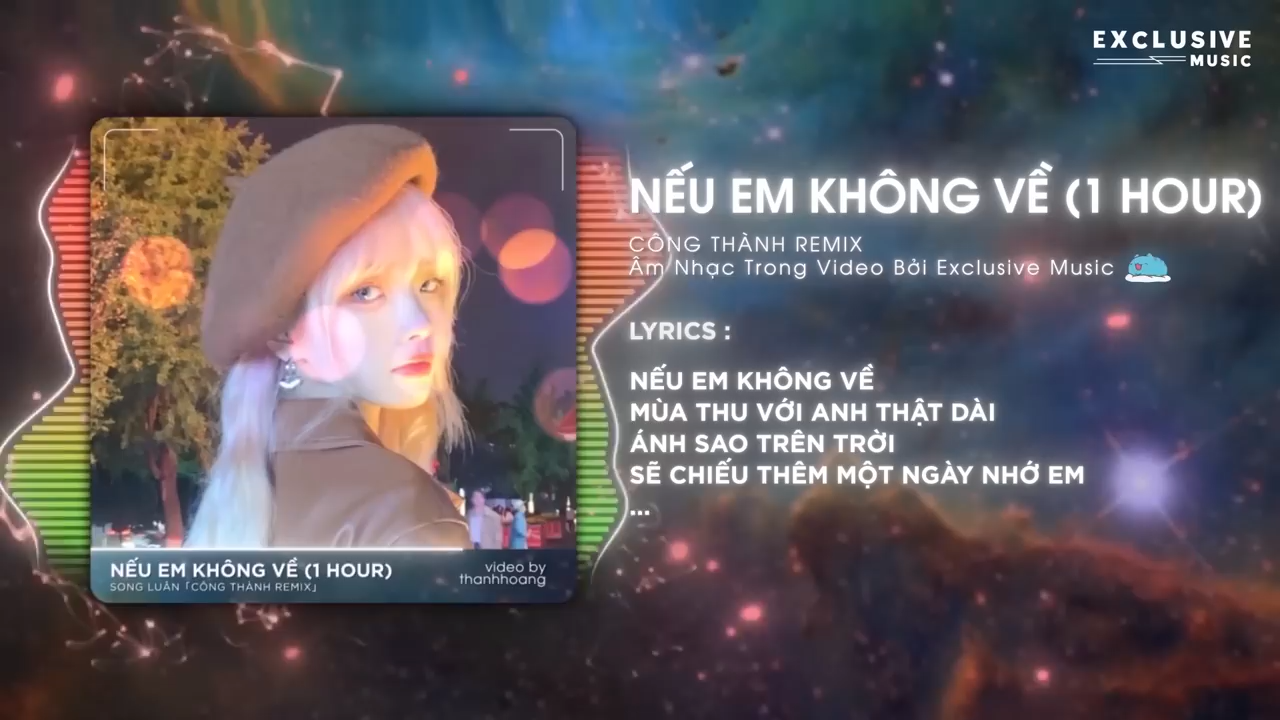 EXCLUSIVE
MUSIC
NẾU EM KHÔNG VỀ (1 HOUR)
CÔNG THÀNH REMIX
Âm Nhạc Trong Video Bởi Exclusive Music
LYRICS :
NẾU EM KHÔNG VỀ
MÙA THU VỚI ANH THẬT DÀI
ÁNH SAO TRÊN TRỜI
SẼ CHIẾU THÊM MỘT NGÀY NHỚ EM
...
NẾU EM KHÔNG VỀ (1 HOUR)
SONG LUÂN「CÔNG THÀNH REMIX」
video by
thanhhoang